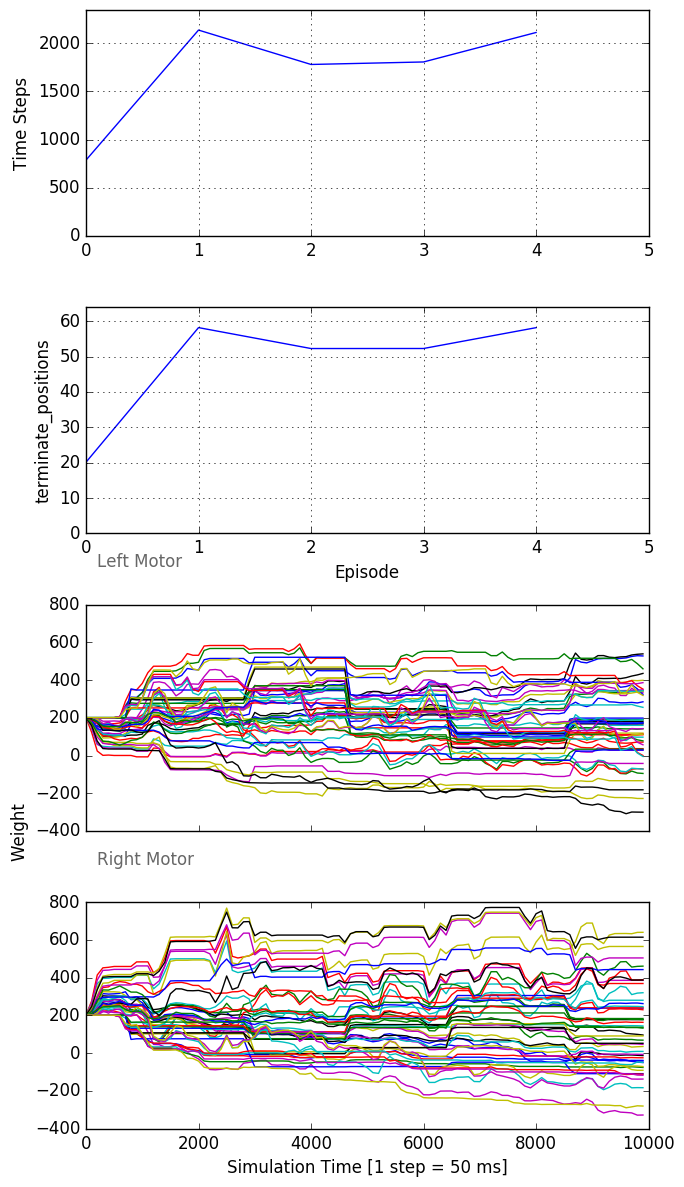 2000
1500
1000
500
0
Time Steps
0 1 2 3 4 5
60
50
40
30
20
10
0
terminate_positions
0 1 2 3 4 5
Episode
Left Motor
800
600
400
200
0
−200
−400
Weight
Right Motor
800
600
400
200
0
−200
−400
0 2000 4000 6000 8000 10000
Simulation Time [1 step = 50 ms]